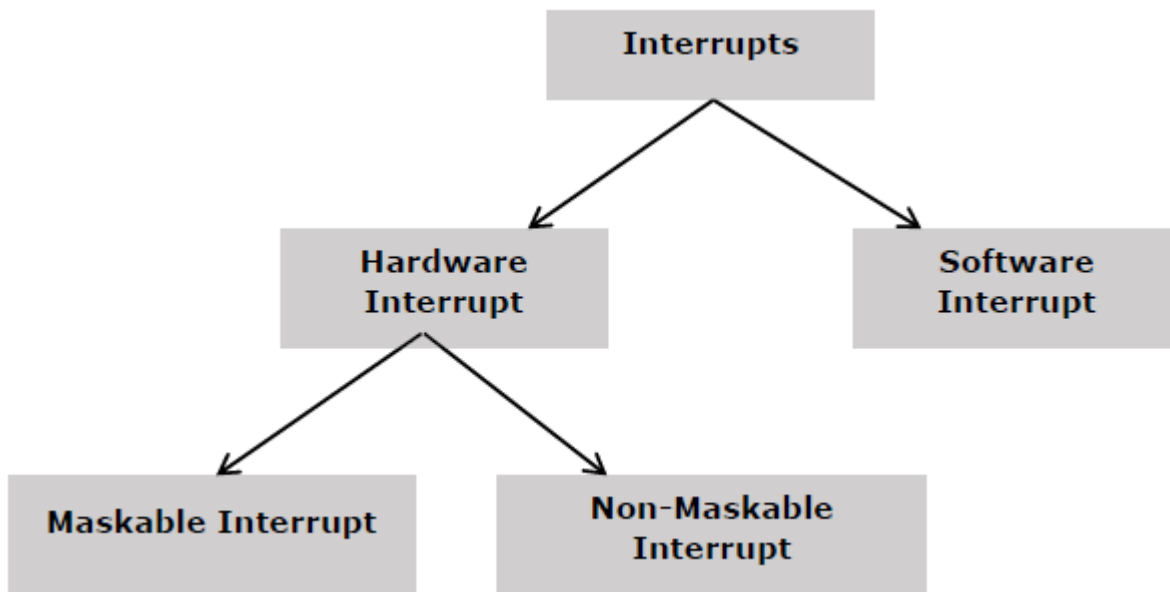 Interrupts
Hardware
Interrupt
Software
Interrupt
Maskable Interrupt
Non-Maskable
Interrupt